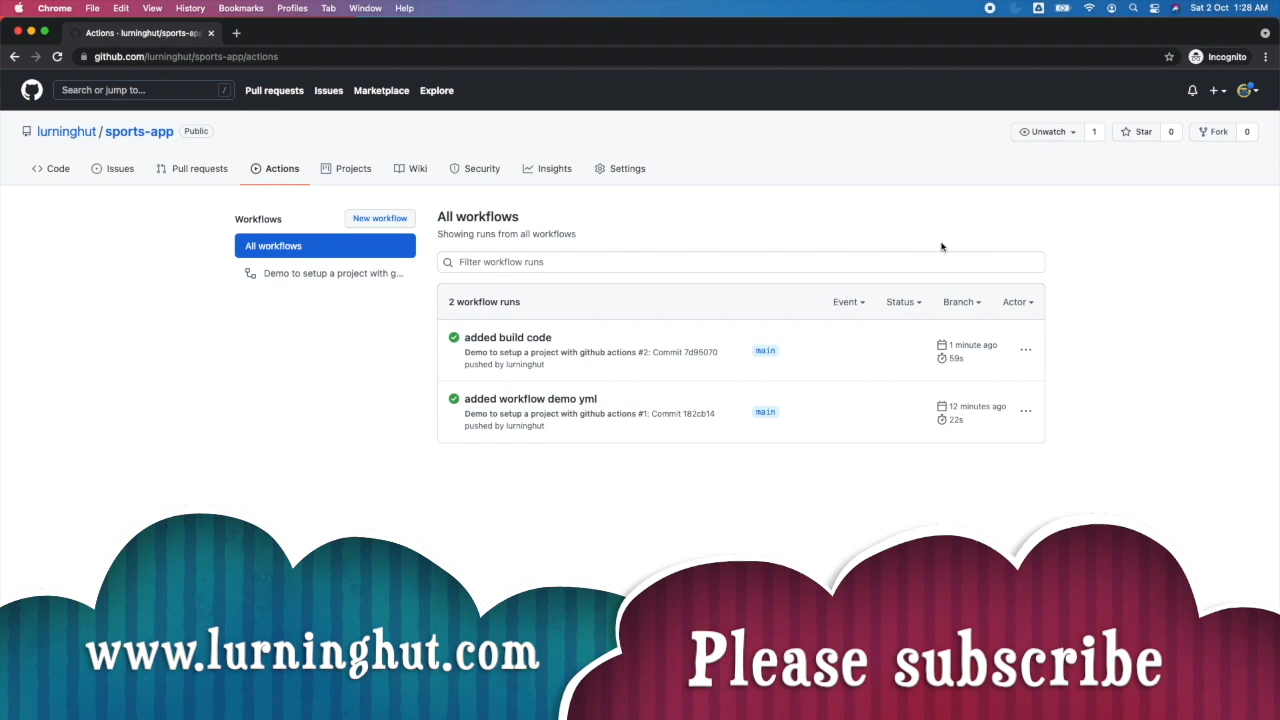 Chrome File Edit View History Bookmarks Profiles Tab Window Help Sat 2 Oct 1:28 AM
Actions · lurninghut/sports-app
github.com/lurninghut/sports-app/actions Incognito
Search or jump to... / Pull requests Issues Marketplace Explore
lurninghut / sports-app Public Unwatch 1 Star 0 Fork 0
Code Issues Pull requests Actions Projects Wiki Security Insights Settings
Workflows New workflow
All workflows
Demo to setup a project with g...
All workflows
Showing runs from all workflows
Filter workflow runs
2 workflow runs Event Status Branch Actor
added build code
Demo to setup a project with github actions #2: Commit 7d95070
pushed by lurninghut
main
1 minute ago
59s
added workflow demo yml
Demo to setup a project with github actions #1: Commit 182cb14
pushed by lurninghut
main
12 minutes ago
22s
www.lurninghut.com
Please subscribe